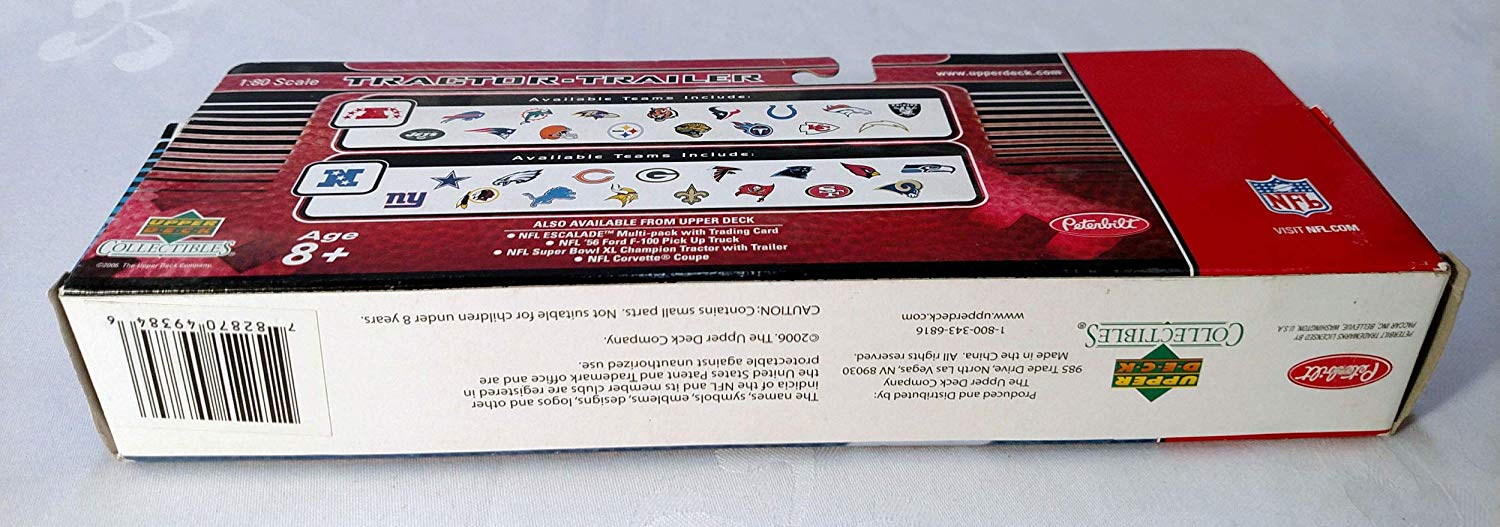 1:80 Scale
TRACTOR-TRAILER
www.upperdeck.com
Available Teams Include:
JETS
Available Teams Include:
ny
ALSO AVAILABLE FROM UPPER DECK
• NFL ESCALADE™ Multi-pack with Trading Card
• NFL '56 Ford F-100 Pick Up Truck
• NFL Super Bowl XL Champion Tractor with Trailer
• NFL Corvette® Coupe
UPPER
DECK
COLLECTIBLES®
©2006 The Upper Deck Company.
Age
8+
Peterbilt
NFL
VISIT NFL.COM
Peterbilt
PETERBILT TRADEMARKS LICENSED BY
PACCAR INC, BELLEVUE, WASHINGTON, U.S.A.
UPPER
DECK
COLLECTIBLES®
Produced and Distributed by:
The Upper Deck Company
985 Trade Drive, North Las Vegas, NV 89030
Made in the China. All rights reserved.
1-800-343-6816
www.upperdeck.com
The names, symbols, emblems, designs, logos and other
indicia of the NFL and its member clubs are registered in
the United States Patent and Trademark office and are
protectable against unauthorized use.
©2006. The Upper Deck Company.
CAUTION: Contains small parts. Not suitable for children under 8 years.
7 82870 49384 6